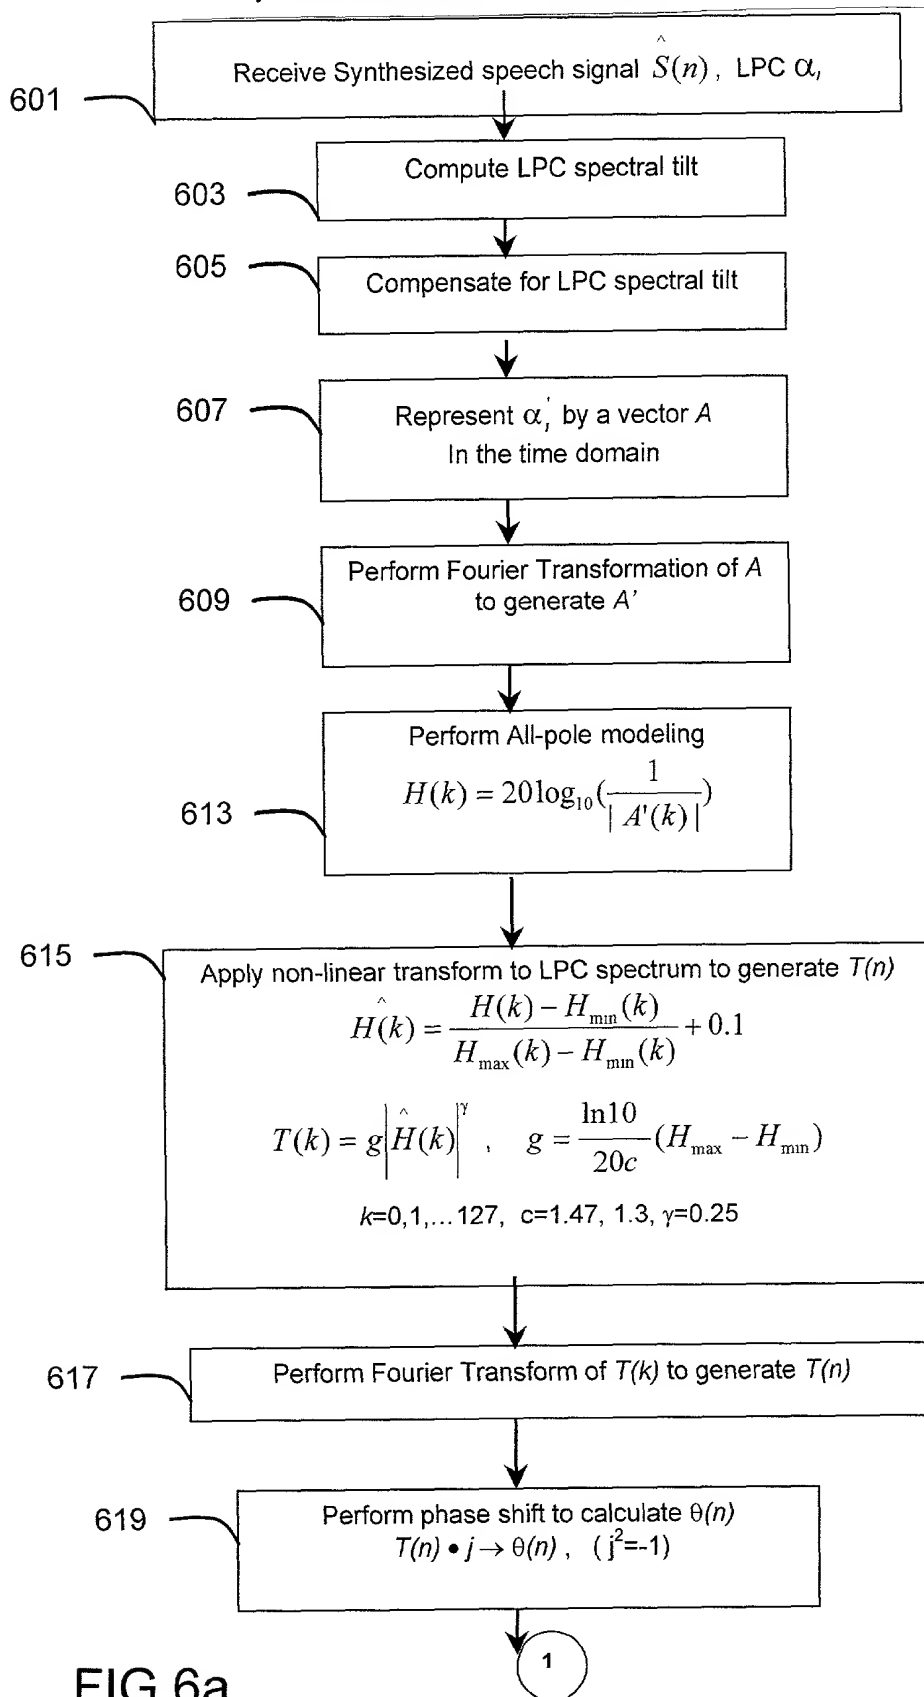 601
Receive Synthesized speech signal Ŝ(n) , LPC αᵢ
603
Compute LPC spectral tilt
605
Compensate for LPC spectral tilt
607
Represent αᵢ' by a vector A
In the time domain
609
Perform Fourier Transformation of A
to generate A'
613
Perform All-pole modeling
H(k) = 20log₁₀(1 / | A'(k) |)
615
Apply non-linear transform to LPC spectrum to generate T(n)
Ĥ(k) = (H(k) − Hmin(k)) / (Hmax(k) − Hmin(k)) + 0.1
T(k) = g|Ĥ(k)|^γ , g = (ln10 / 20c) (Hmax − Hmin)
k=0,1,...127, c=1.47, 1.3, γ=0.25
617
Perform Fourier Transform of T(k) to generate T(n)
619
Perform phase shift to calculate θ(n)
T(n) • j → θ(n) , ( j²=-1)
1
FIG 6a